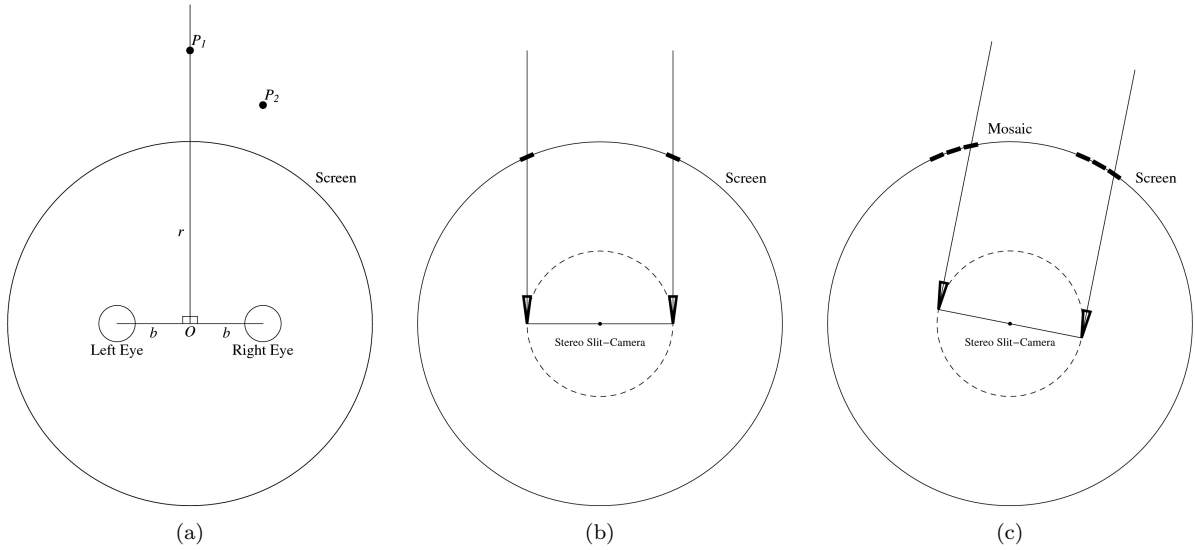 P1
P2
Screen
r
b O b
Left Eye Right Eye
(a)
Screen
Stereo Slit−Camera
(b)
Mosaic
Screen
Stereo Slit−Camera
(c)